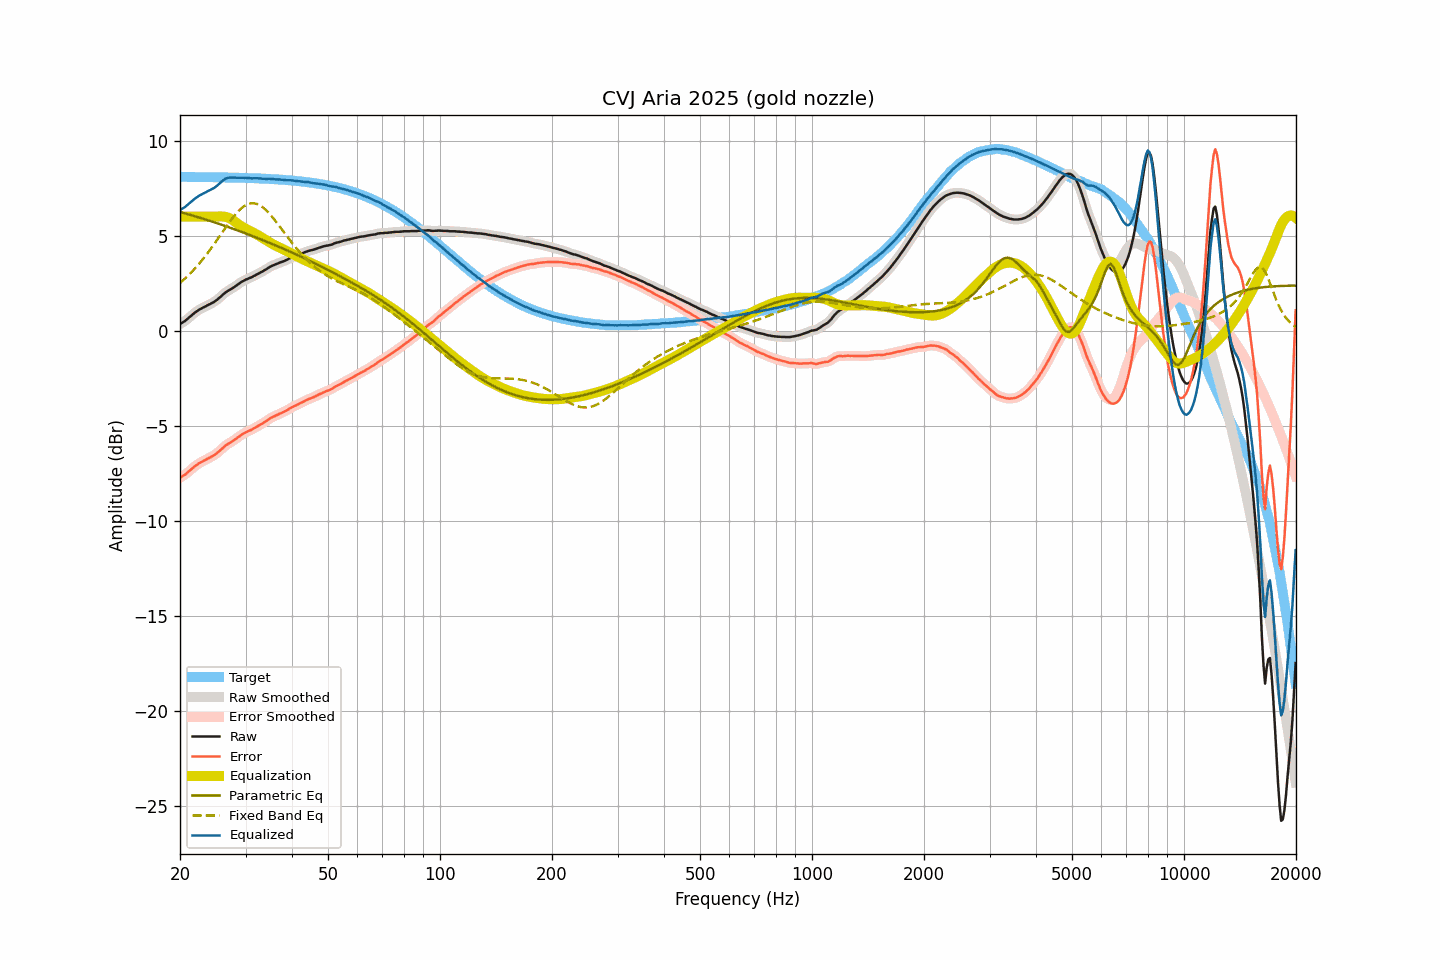 CVJ Aria 2025 (gold nozzle)
10
5
0
−5
−10
−15
−20
−25
Amplitude (dBr)
Target
Raw Smoothed
Error Smoothed
Raw
Error
Equalization
Parametric Eq
Fixed Band Eq
Equalized
20 50 100 200 500 1000 2000 5000 10000 20000
Frequency (Hz)